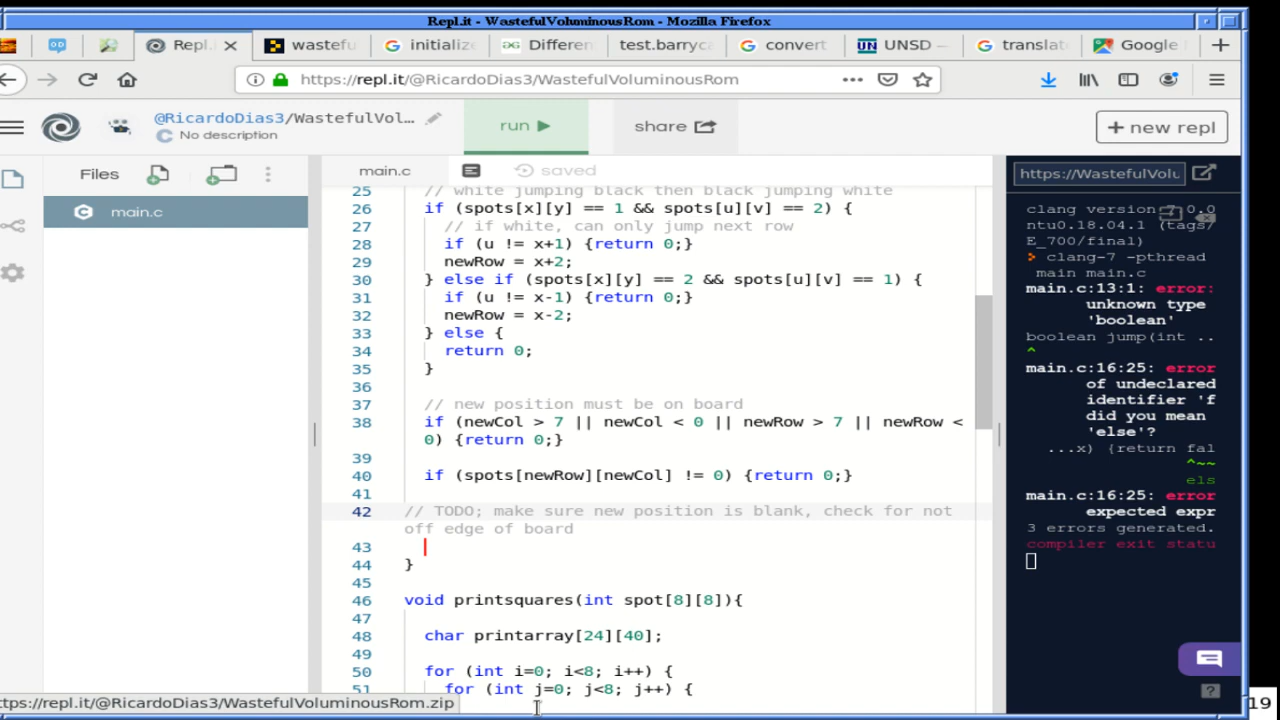 Repl.it - WastefulVoluminousRom - Mozilla Firefox
Repl.
wastefu
initialize
Differen
test.barryc
convert
UNSD —
translat
Google
https://repl.it/@RicardoDias3/WastefulVoluminousRom
@RicardoDias3/WastefulVol...
No description
run
share
+ new repl
Files
main.c
main.c
saved
25 // white jumping black then black jumping white
26 if (spots[x][y] == 1 && spots[u][v] == 2) {
27 // if white, can only jump next row
28 if (u != x+1) {return 0;}
29 newRow = x+2;
30 } else if (spots[x][y] == 2 && spots[u][v] == 1) {
31 if (u != x-1) {return 0;}
32 newRow = x-2;
33 } else {
34 return 0;
35 }
36
37 // new position must be on board
38 if (newCol > 7 || newCol < 0 || newRow > 7 || newRow <
0) {return 0;}
39
40 if (spots[newRow][newCol] != 0) {return 0;}
41
42 // TODO; make sure new position is blank, check for not
off edge of board
43
44 }
45
46 void printsquares(int spot[8][8]){
47
48 char printarray[24][40];
49
50 for (int i=0; i<8; i++) {
51 for (int j=0; j<8; j++) {
https://WastefulVolu
clang version 7.0.0
ntu0.18.04.1 (tags/
E_700/final)
clang-7 -pthread
main main.c
main.c:13:1: error:
unknown type
'boolean'
boolean jump(int ..
^
main.c:16:25: error
of undeclared
identifier 'f
did you mean
'else'?
...x) {return fal
^~~
els
main.c:16:25: error
expected expr
3 errors generated.
compiler exit statu
ttps://repl.it/@RicardoDias3/WastefulVoluminousRom.zip
?
19